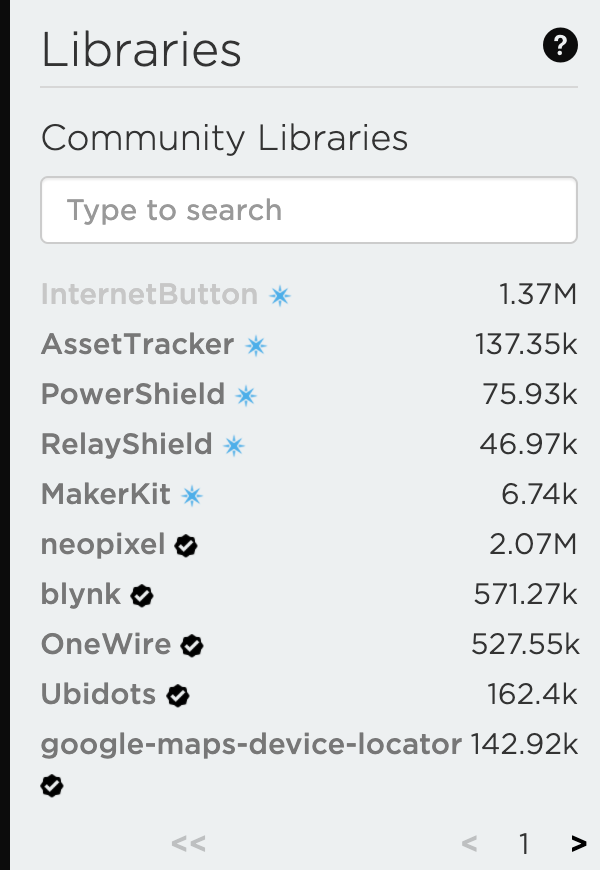 Libraries ?
Community Libraries
Type to search
InternetButton 1.37M
AssetTracker 137.35k
PowerShield 75.93k
RelayShield 46.97k
MakerKit 6.74k
neopixel 2.07M
blynk 571.27k
OneWire 527.55k
Ubidots 162.4k
google-maps-device-locator 142.92k
<< < 1 >